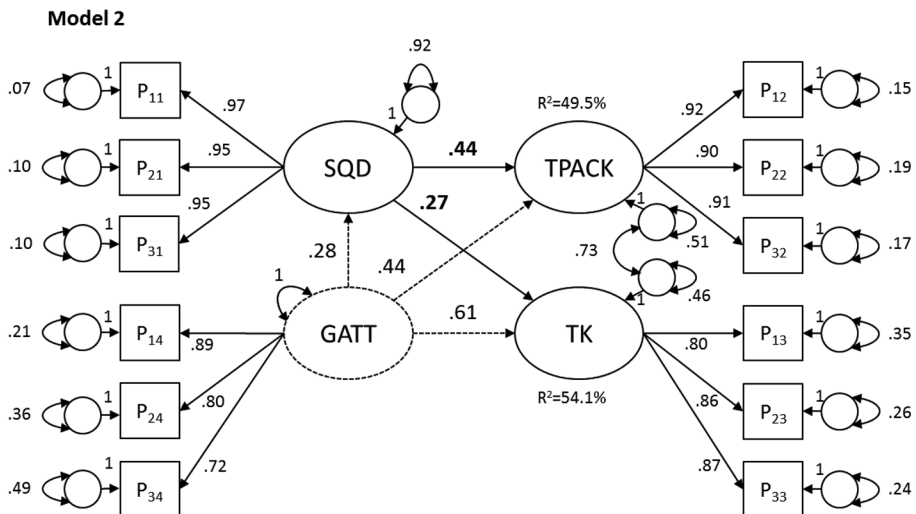 Model 2
.92
1
.07
1
P11
.97
SQD
R²=49.5%
TPACK
.44
.92
P12
1
.15
.10
1
P21
.95
.90
P22
1
.19
.10
1
P31
.95
.27
.91
P32
1
.17
1
.51
.73
.28
.44
1
.46
1
GATT
.61
TK
R²=54.1%
.21
1
P14
.89
.80
P13
1
.35
.36
1
P24
.80
.86
P23
1
.26
.49
1
P34
.72
.87
P33
1
.24